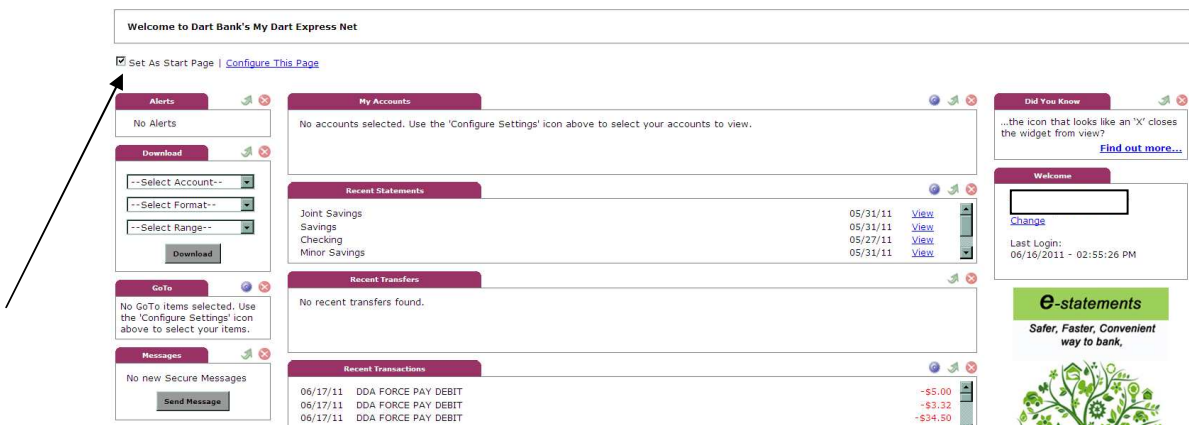 Welcome to Dart Bank's My Dart Express Net
Set As Start Page | Configure This Page
Alerts
No Alerts
Download
--Select Account--
--Select Format--
--Select Range--
Download
GoTo
No GoTo items selected. Use
the 'Configure Settings' icon
above to select your items.
Messages
No new Secure Messages
Send Message
My Accounts
No accounts selected. Use the 'Configure Settings' icon above to select your accounts to view.
Recent Statements
Joint Savings 05/31/11 View
Savings 05/31/11 View
Checking 05/27/11 View
Minor Savings 05/31/11 View
Recent Transfers
No recent transfers found.
Recent Transactions
06/17/11 DDA FORCE PAY DEBIT -$5.00
06/17/11 DDA FORCE PAY DEBIT -$3.32
06/17/11 DDA FORCE PAY DEBIT -$34.50
Did You Know
...the icon that looks like an 'X' closes
the widget from view?
Find out more...
Welcome
Change
Last Login:
06/16/2011 - 02:55:26 PM
e-statements
Safer, Faster, Convenient
way to bank,